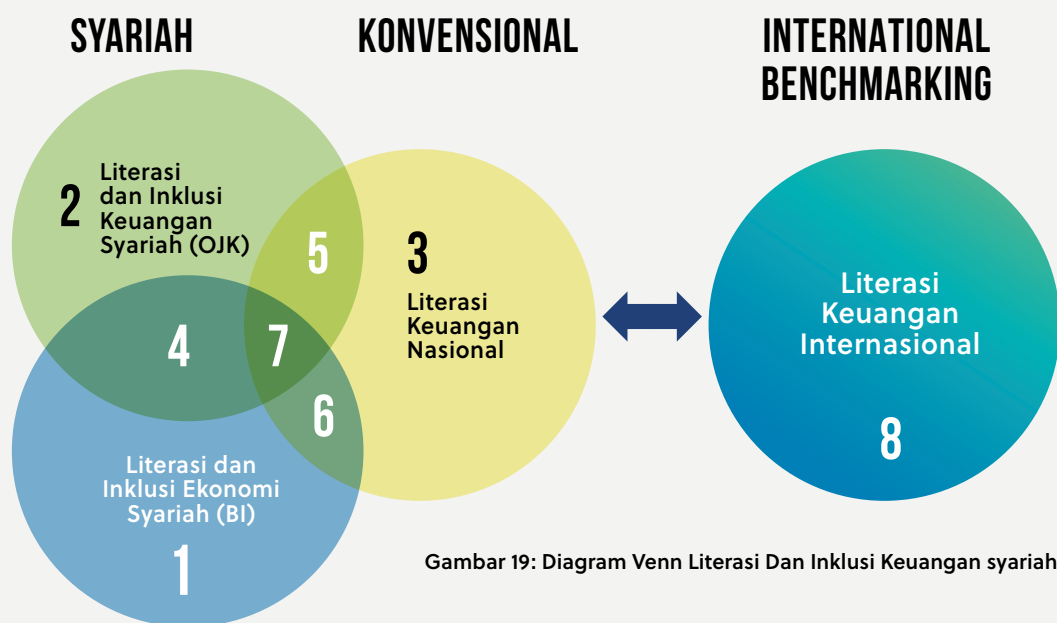 SYARIAH
KONVENSIONAL
INTERNATIONAL
BENCHMARKING
2
Literasi
dan Inklusi
Keuangan
Syariah (OJK)
5
3
Literasi
Keuangan
Nasional
4
7
6
Literasi dan
Inklusi Ekonomi
Syariah (BI)
1
Literasi
Keuangan
Internasional
8
Gambar 19: Diagram Venn Literasi Dan Inklusi Keuangan syariah